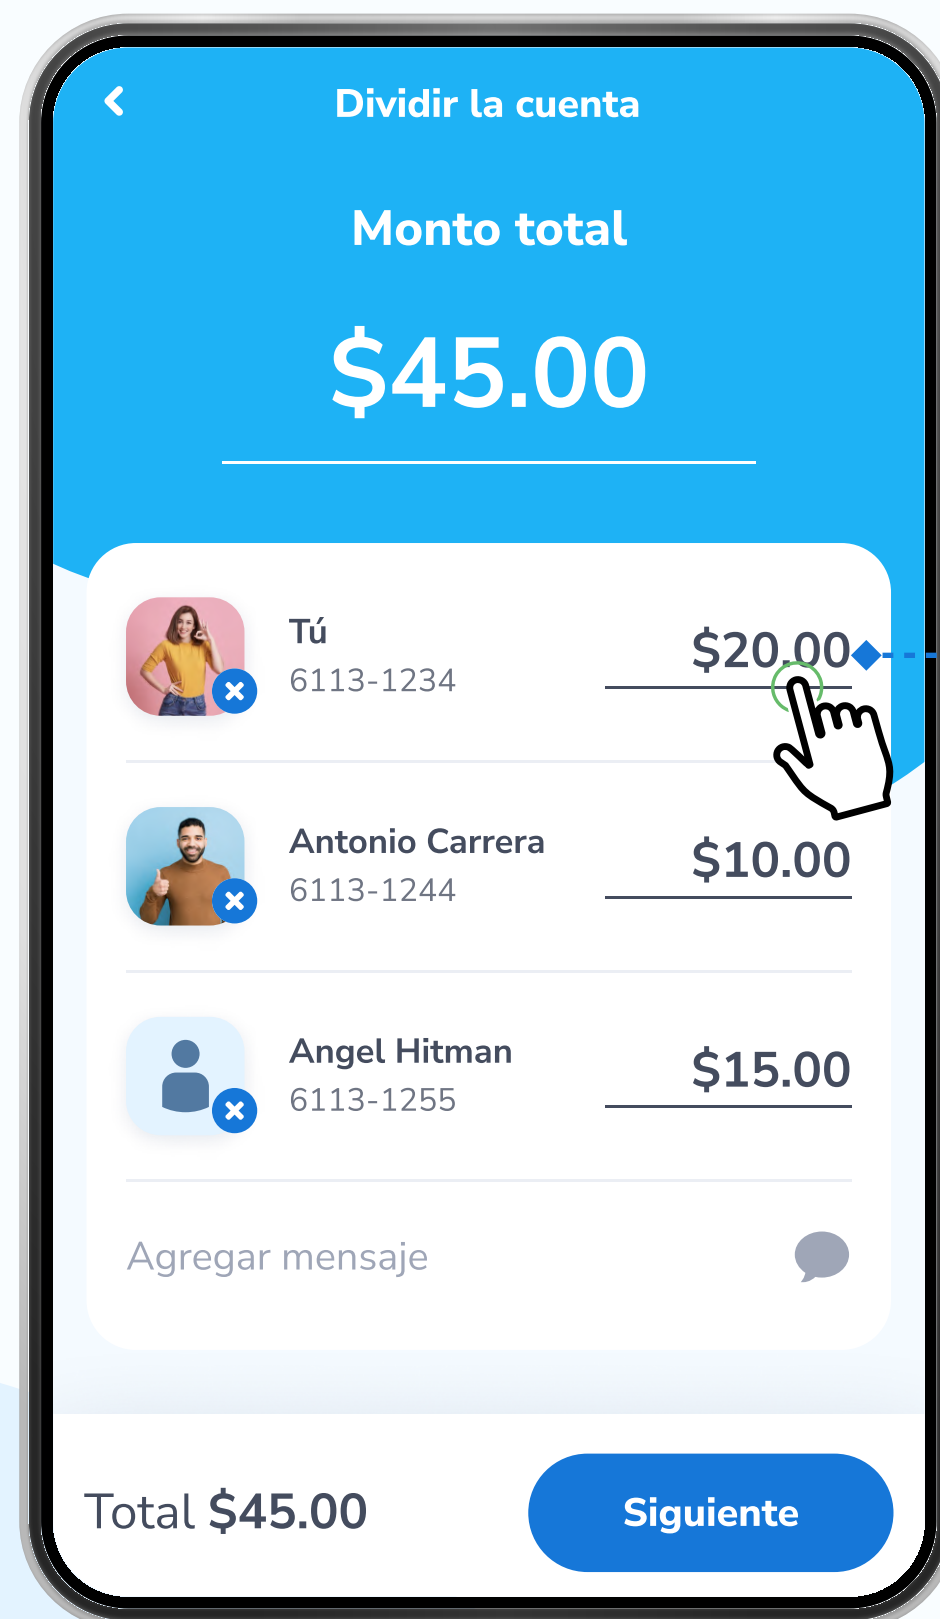 Dividir la cuenta
Monto total
$45.00
Tú
6113-1234
$20.00
Antonio Carrera
6113-1244
$10.00
Angel Hitman
6113-1255
$15.00
Agregar mensaje
Total $45.00
Siguiente